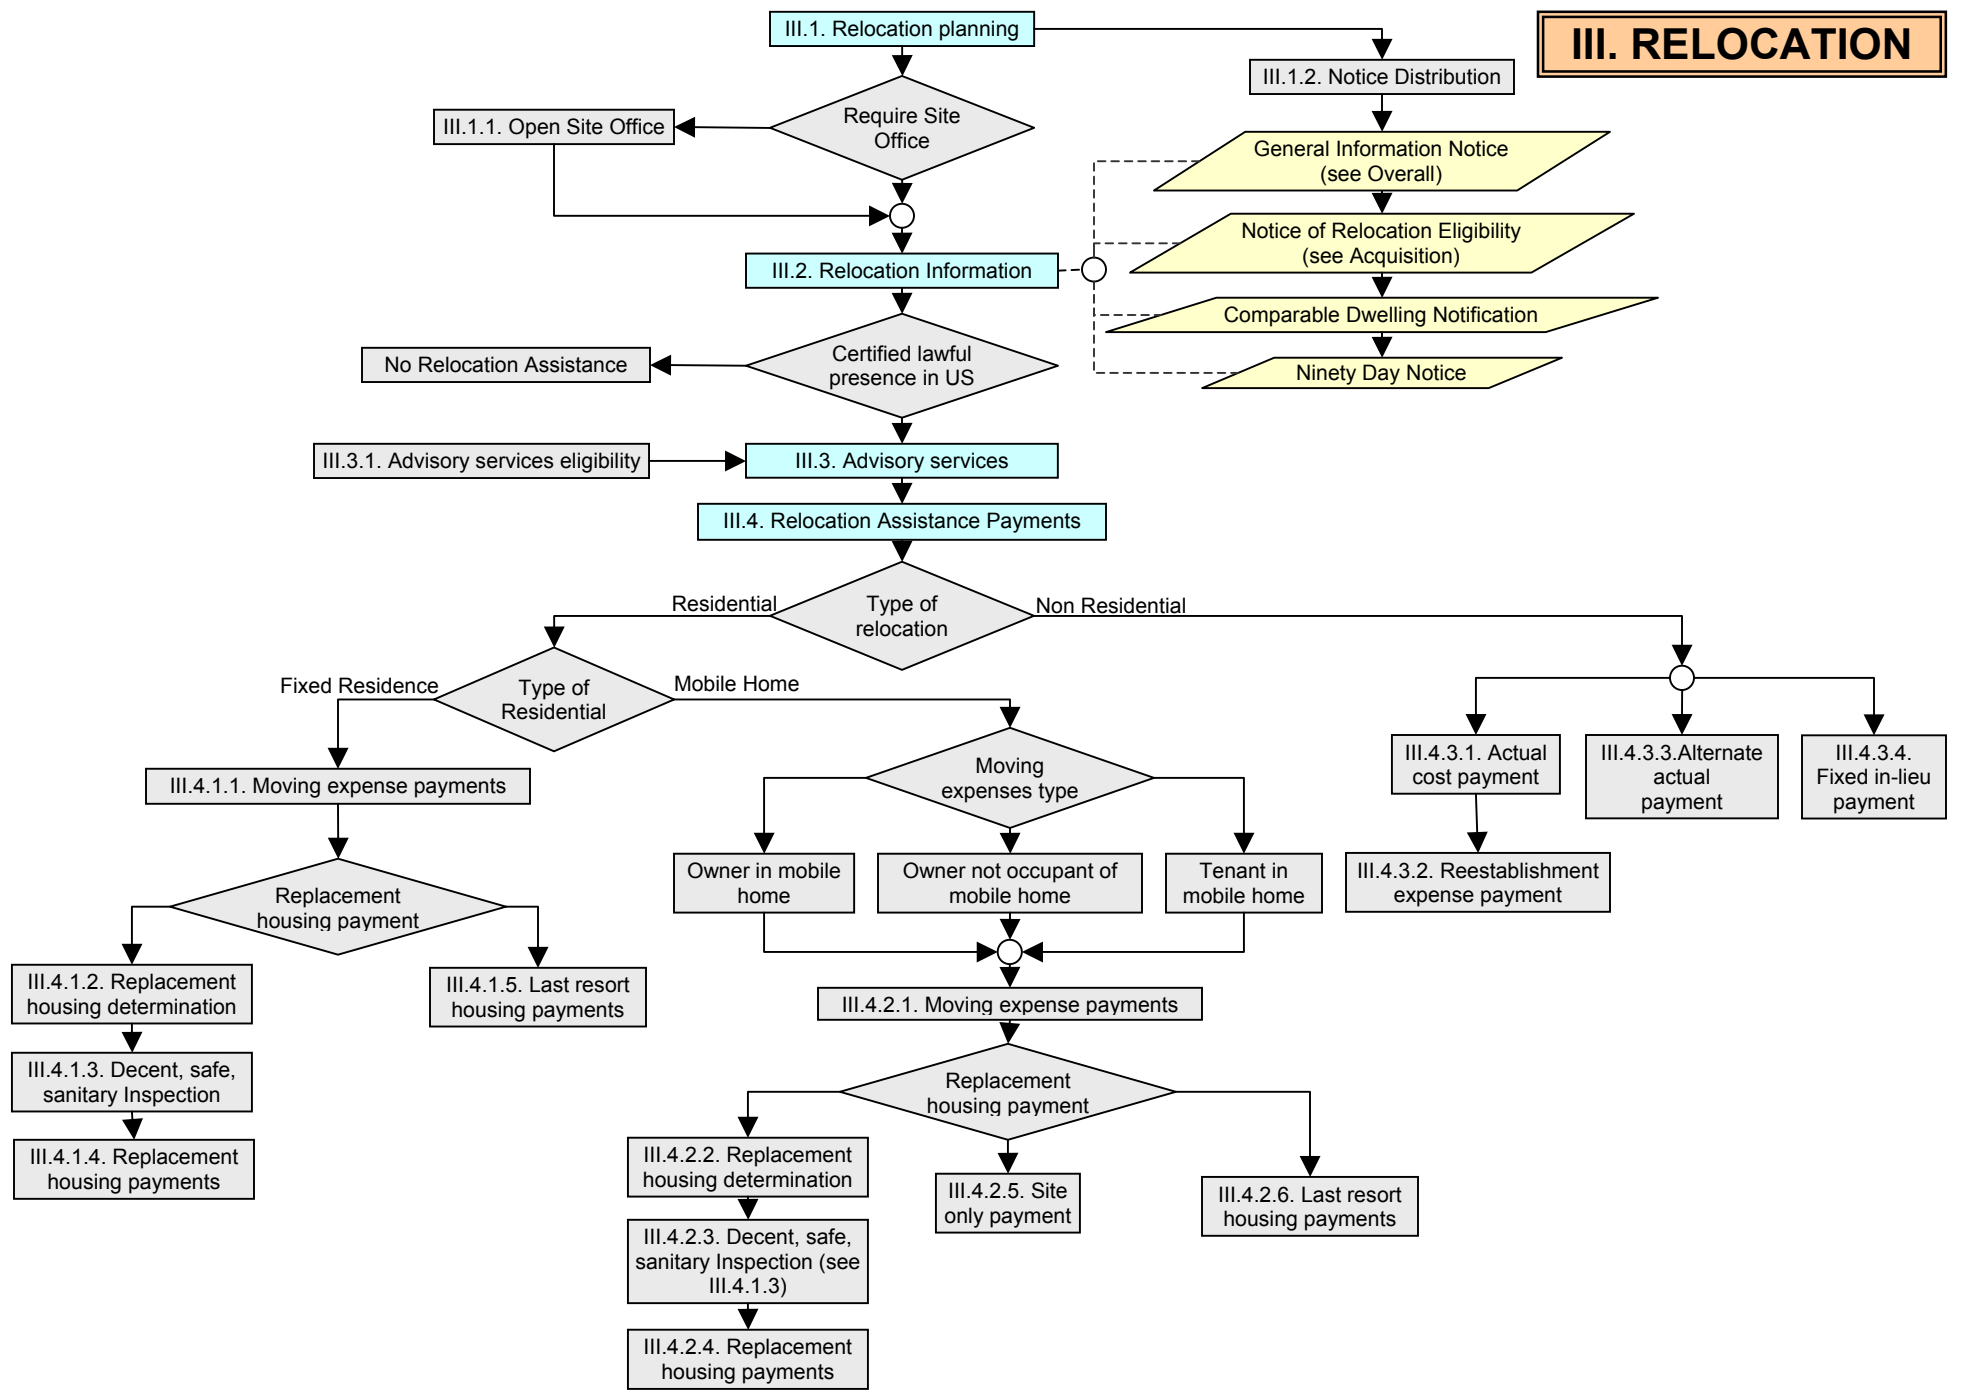 III. RELOCATION
III.1. Relocation planning
III.1.2. Notice Distribution
Require Site
Office
III.1.1. Open Site Office
General Information Notice
(see Overall)
Notice of Relocation Eligibility
(see Acquisition)
III.2. Relocation Information
Comparable Dwelling Notification
Certified lawful
presence in US
No Relocation Assistance
Ninety Day Notice
III.3.1. Advisory services eligibility
III.3. Advisory services
III.4. Relocation Assistance Payments
Residential
Type of
relocation
Non Residential
Fixed Residence
Type of
Residential
Mobile Home
III.4.1.1. Moving expense payments
Moving
expenses type
III.4.3.1. Actual
cost payment
III.4.3.3.Alternate
actual
payment
III.4.3.4.
Fixed in-lieu
payment
Owner in mobile
home
Owner not occupant of
mobile home
Tenant in
mobile home
III.4.3.2. Reestablishment
expense payment
Replacement
housing payment
III.4.1.2. Replacement
housing determination
III.4.1.5. Last resort
housing payments
III.4.2.1. Moving expense payments
III.4.1.3. Decent, safe,
sanitary Inspection
Replacement
housing payment
III.4.1.4. Replacement
housing payments
III.4.2.2. Replacement
housing determination
III.4.2.5. Site
only payment
III.4.2.6. Last resort
housing payments
III.4.2.3. Decent, safe,
sanitary Inspection (see
III.4.1.3)
III.4.2.4. Replacement
housing payments